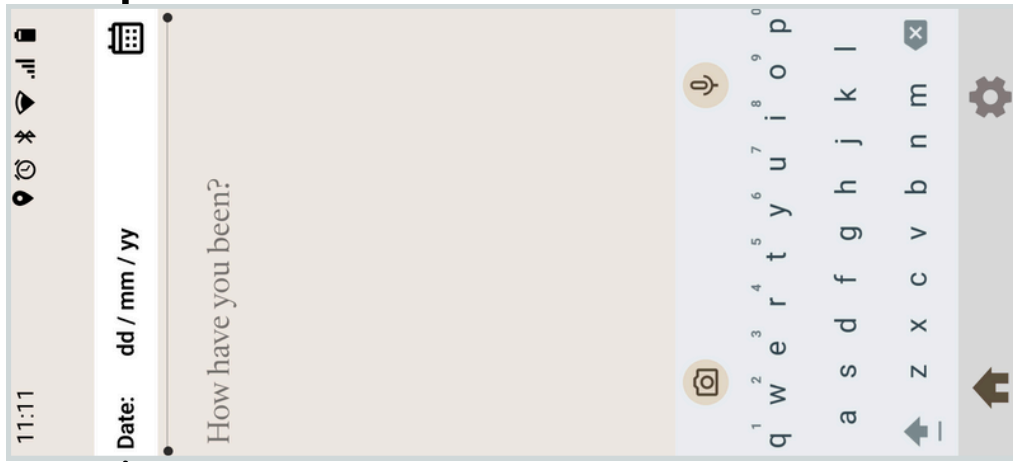 11:11
Date: dd / mm / yy
How have you been?
1 2 3 4 5 6 7 8 9 0
q w e r t y u i o p
a s d f g h j k l
z x c v b n m